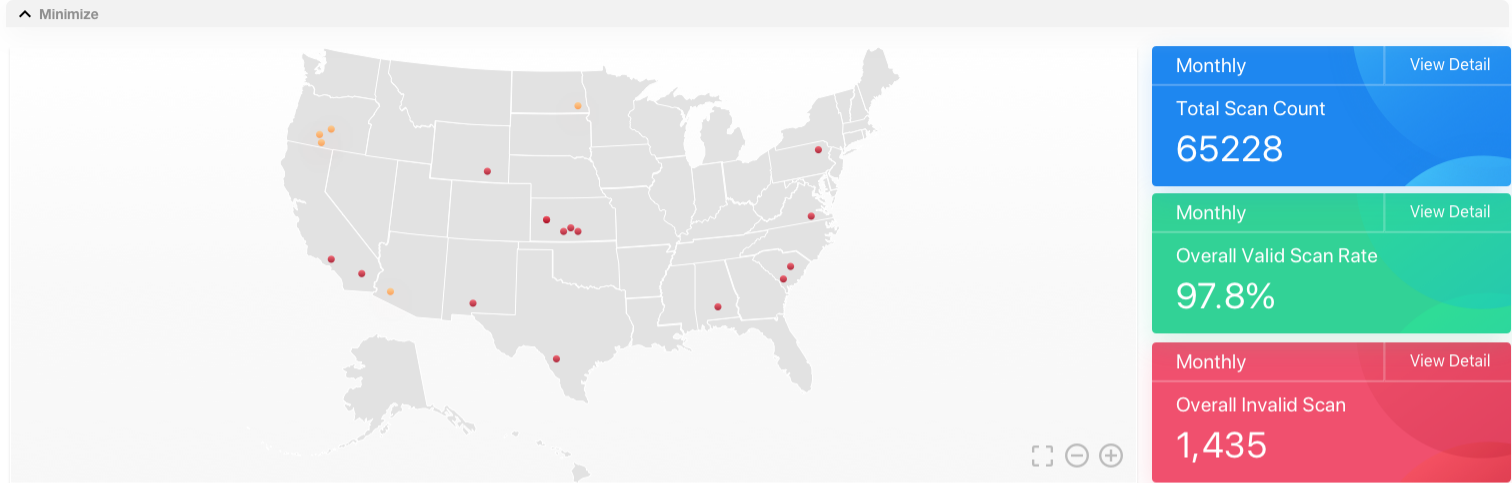 Minimize
Monthly
View Detail
Total Scan Count
65228
Monthly
View Detail
Overall Valid Scan Rate
97.8%
Monthly
View Detail
Overall Invalid Scan
1,435